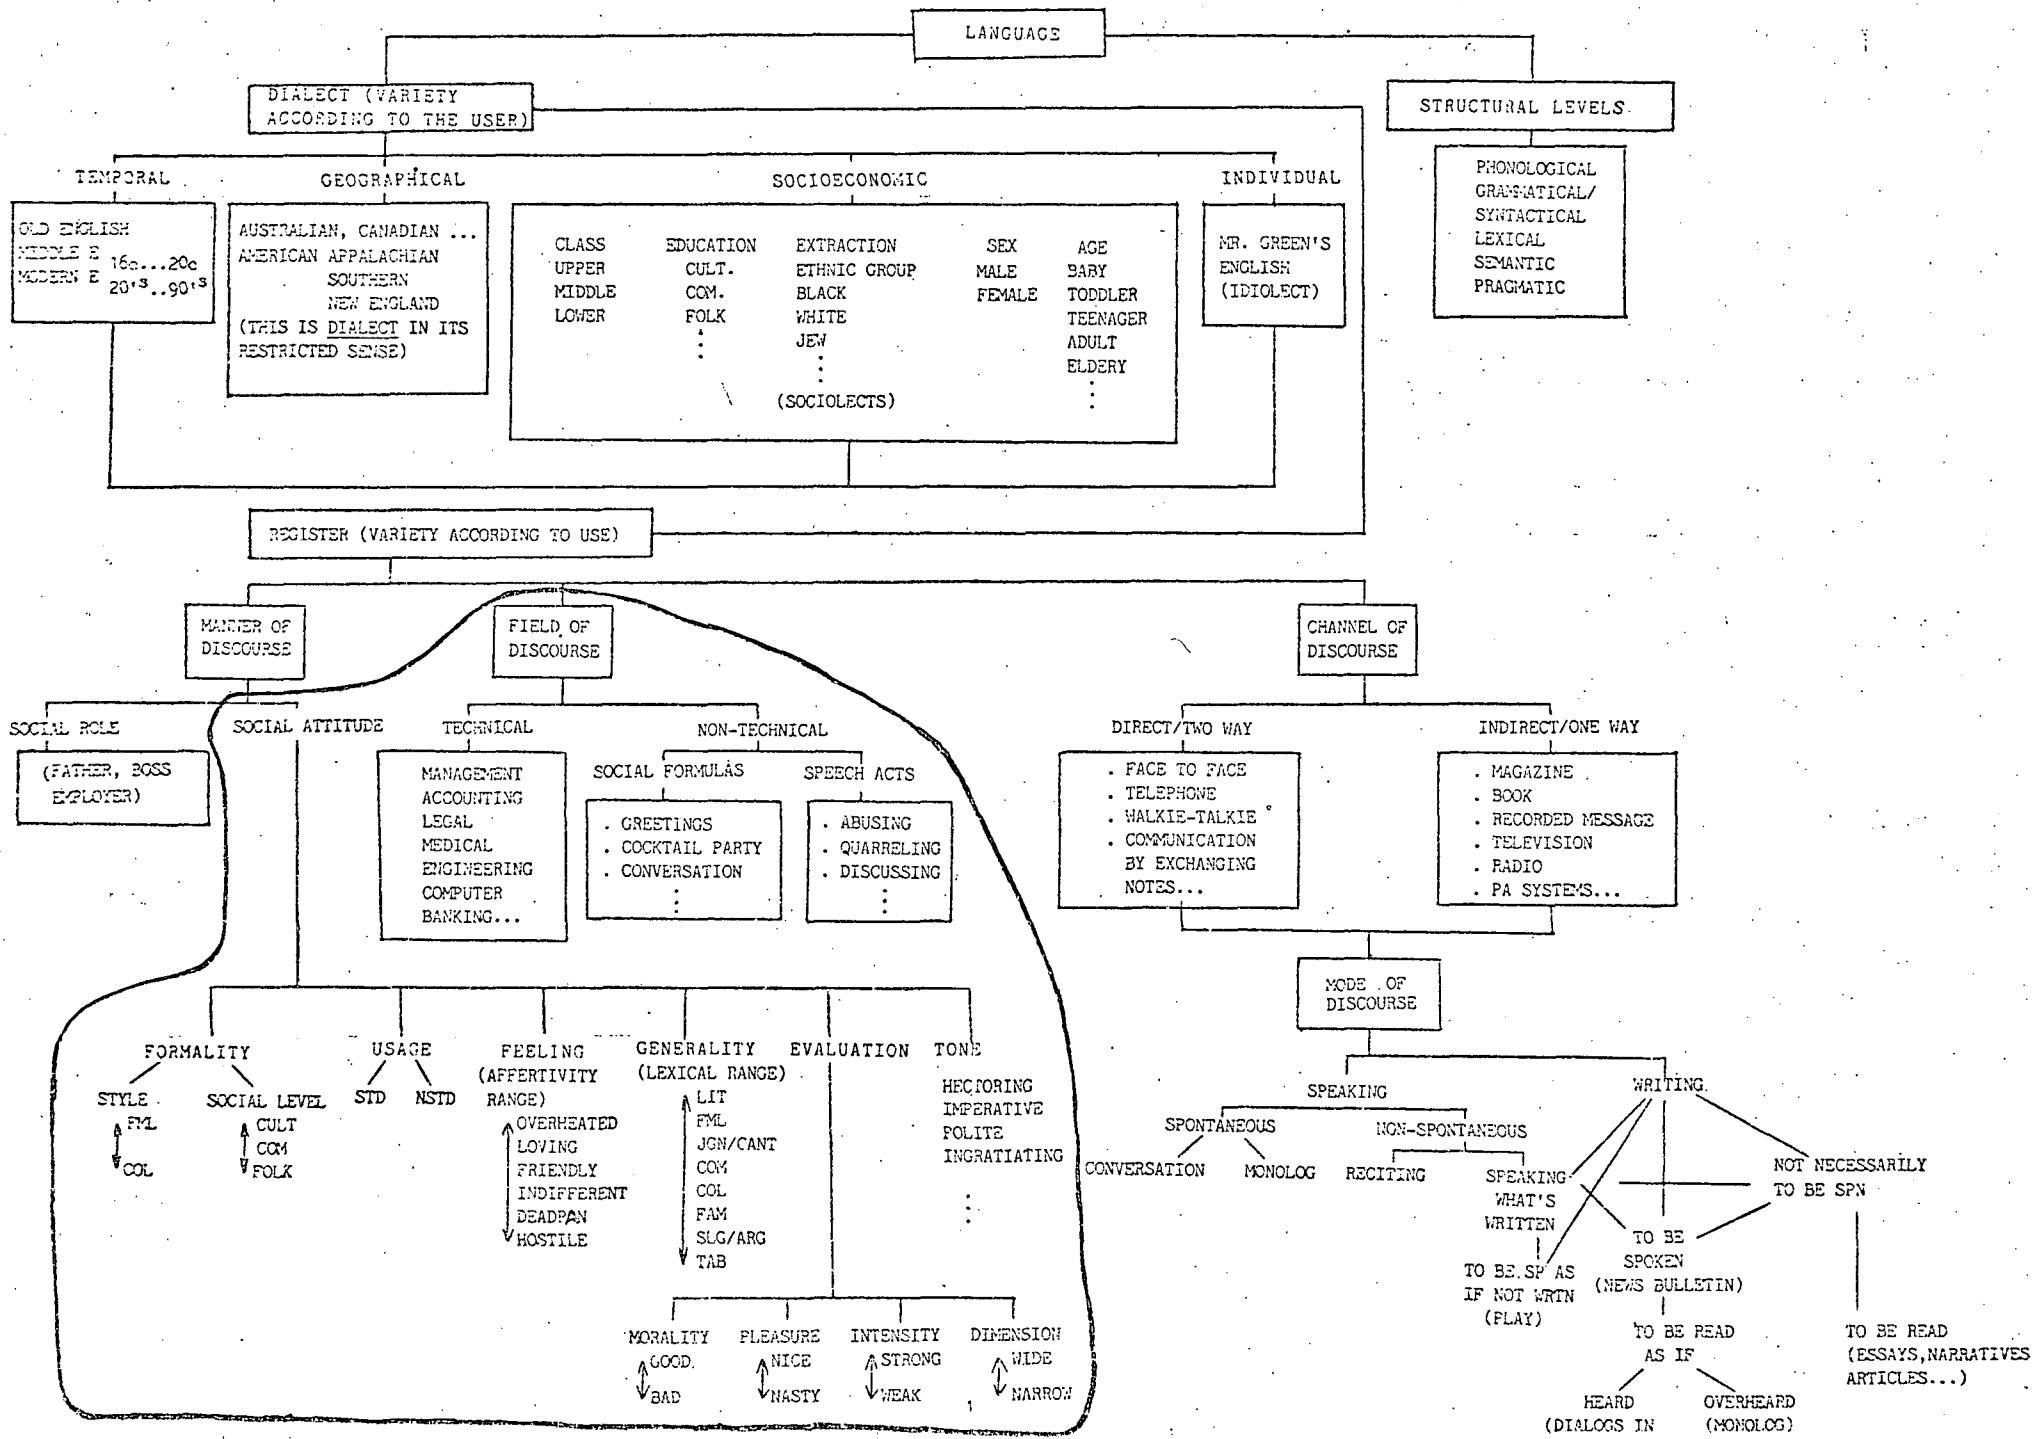 LANGUAGE
DIALECT (VARIETY
ACCORDING TO THE USER)
STRUCTURAL LEVELS
PHONOLOGICAL
GRAMMATICAL/
SYNTACTICAL
LEXICAL
SEMANTIC
PRAGMATIC
TEMPORAL
OLD ENGLISH
MIDDLE E
16c...20c
MODERN E
20's..90's
GEOGRAPHICAL
AUSTRALIAN, CANADIAN ...
AMERICAN APPALACHIAN
SOUTHERN
NEW ENGLAND
(THIS IS DIALECT IN ITS
RESTRICTED SENSE)
SOCIOECONOMIC
CLASS
UPPER
MIDDLE
LOWER
EDUCATION
CULT.
COM.
FOLK
EXTRACTION
ETHNIC GROUP
BLACK
WHITE
JEW
(SOCIOLECTS)
SEX
MALE
FEMALE
AGE
BABY
TODDLER
TEENAGER
ADULT
ELDERY
INDIVIDUAL
MR. GREEN'S
ENGLISH
(IDIOLECT)
REGISTER (VARIETY ACCORDING TO USE)
MANNER OF
DISCOURSE
SOCIAL ROLE
(FATHER, BOSS
EMPLOYER)
SOCIAL ATTITUDE
FIELD OF
DISCOURSE
TECHNICAL
MANAGEMENT
ACCOUNTING
LEGAL
MEDICAL
ENGINEERING
COMPUTER
BANKING...
NON-TECHNICAL
SOCIAL FORMULAS
. GREETINGS
. COCKTAIL PARTY
. CONVERSATION
SPEECH ACTS
. ABUSING
. QUARRELING
. DISCUSSING
CHANNEL OF
DISCOURSE
DIRECT/TWO WAY
. FACE TO FACE
. TELEPHONE
. WALKIE-TALKIE
. COMMUNICATION
BY EXCHANGING
NOTES...
INDIRECT/ONE WAY
. MAGAZINE
. BOOK
. RECORDED MESSAGE
. TELEVISION
. RADIO
. PA SYSTEMS...
FORMALITY
STYLE
FML
COL
SOCIAL LEVEL
CULT
COM
FOLK
USAGE
STD NSTD
FEELING
(AFFERTIVITY
RANGE)
OVERHEATED
LOVING
FRIENDLY
INDIFFERENT
DEADPAN
HOSTILE
GENERALITY
(LEXICAL RANGE)
LIT
FML
JGN/CANT
COM
COL
FAM
SLG/ARG
TAB
EVALUATION
MORALITY
GOOD
BAD
PLEASURE
NICE
NASTY
INTENSITY
STRONG
WEAK
DIMENSION
WIDE
NARROW
TONE
HECTORING
IMPERATIVE
POLITE
INGRATIATING
MODE OF
DISCOURSE
SPEAKING
SPONTANEOUS
CONVERSATION
MONOLOG
NON-SPONTANEOUS
RECITING
SPEAKING
WHAT'S
WRITTEN
WRITING
TO BE SP AS
IF NOT WRTN
(PLAY)
TO BE
SPOKEN
(NEWS BULLETIN)
TO BE READ
AS IF
HEARD
(DIALOGS IN
OVERHEARD
(MONOLOG)
NOT NECESSARILY
TO BE SPN
TO BE READ
(ESSAYS,NARRATIVES
ARTICLES...)